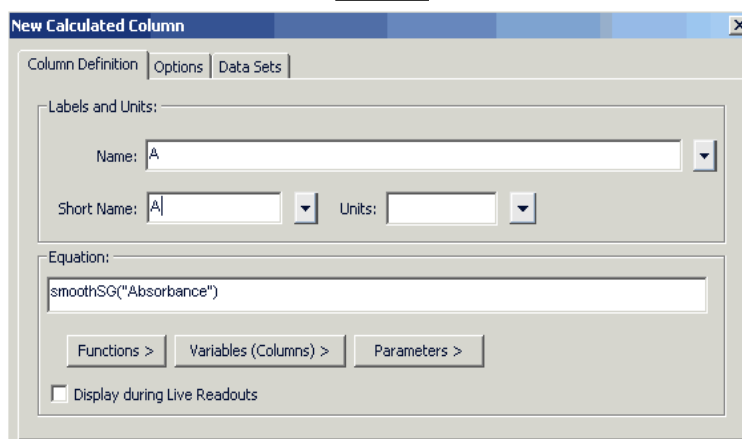 New Calculated Column
Column Definition Options Data Sets
Labels and Units:
Name: A
Short Name: A Units:
Equation:
smoothSG("Absorbance")
Functions > Variables (Columns) > Parameters >
Display during Live Readouts